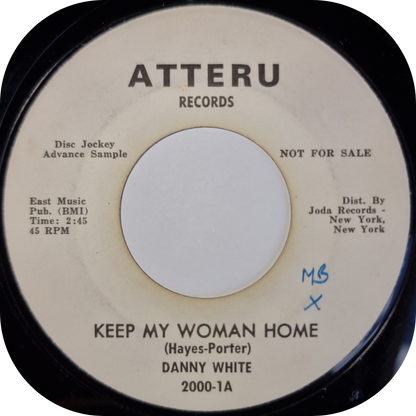 ATTERU
RECORDS
Disc Jockey
Advance Sample
NOT FOR SALE
East Music
Pub. (BMI)
Time: 2:45
45 RPM
Dist. By
Joda Records -
New York,
New York
MB
X
KEEP MY WOMAN HOME
(Hayes-Porter)
DANNY WHITE
2000-1A